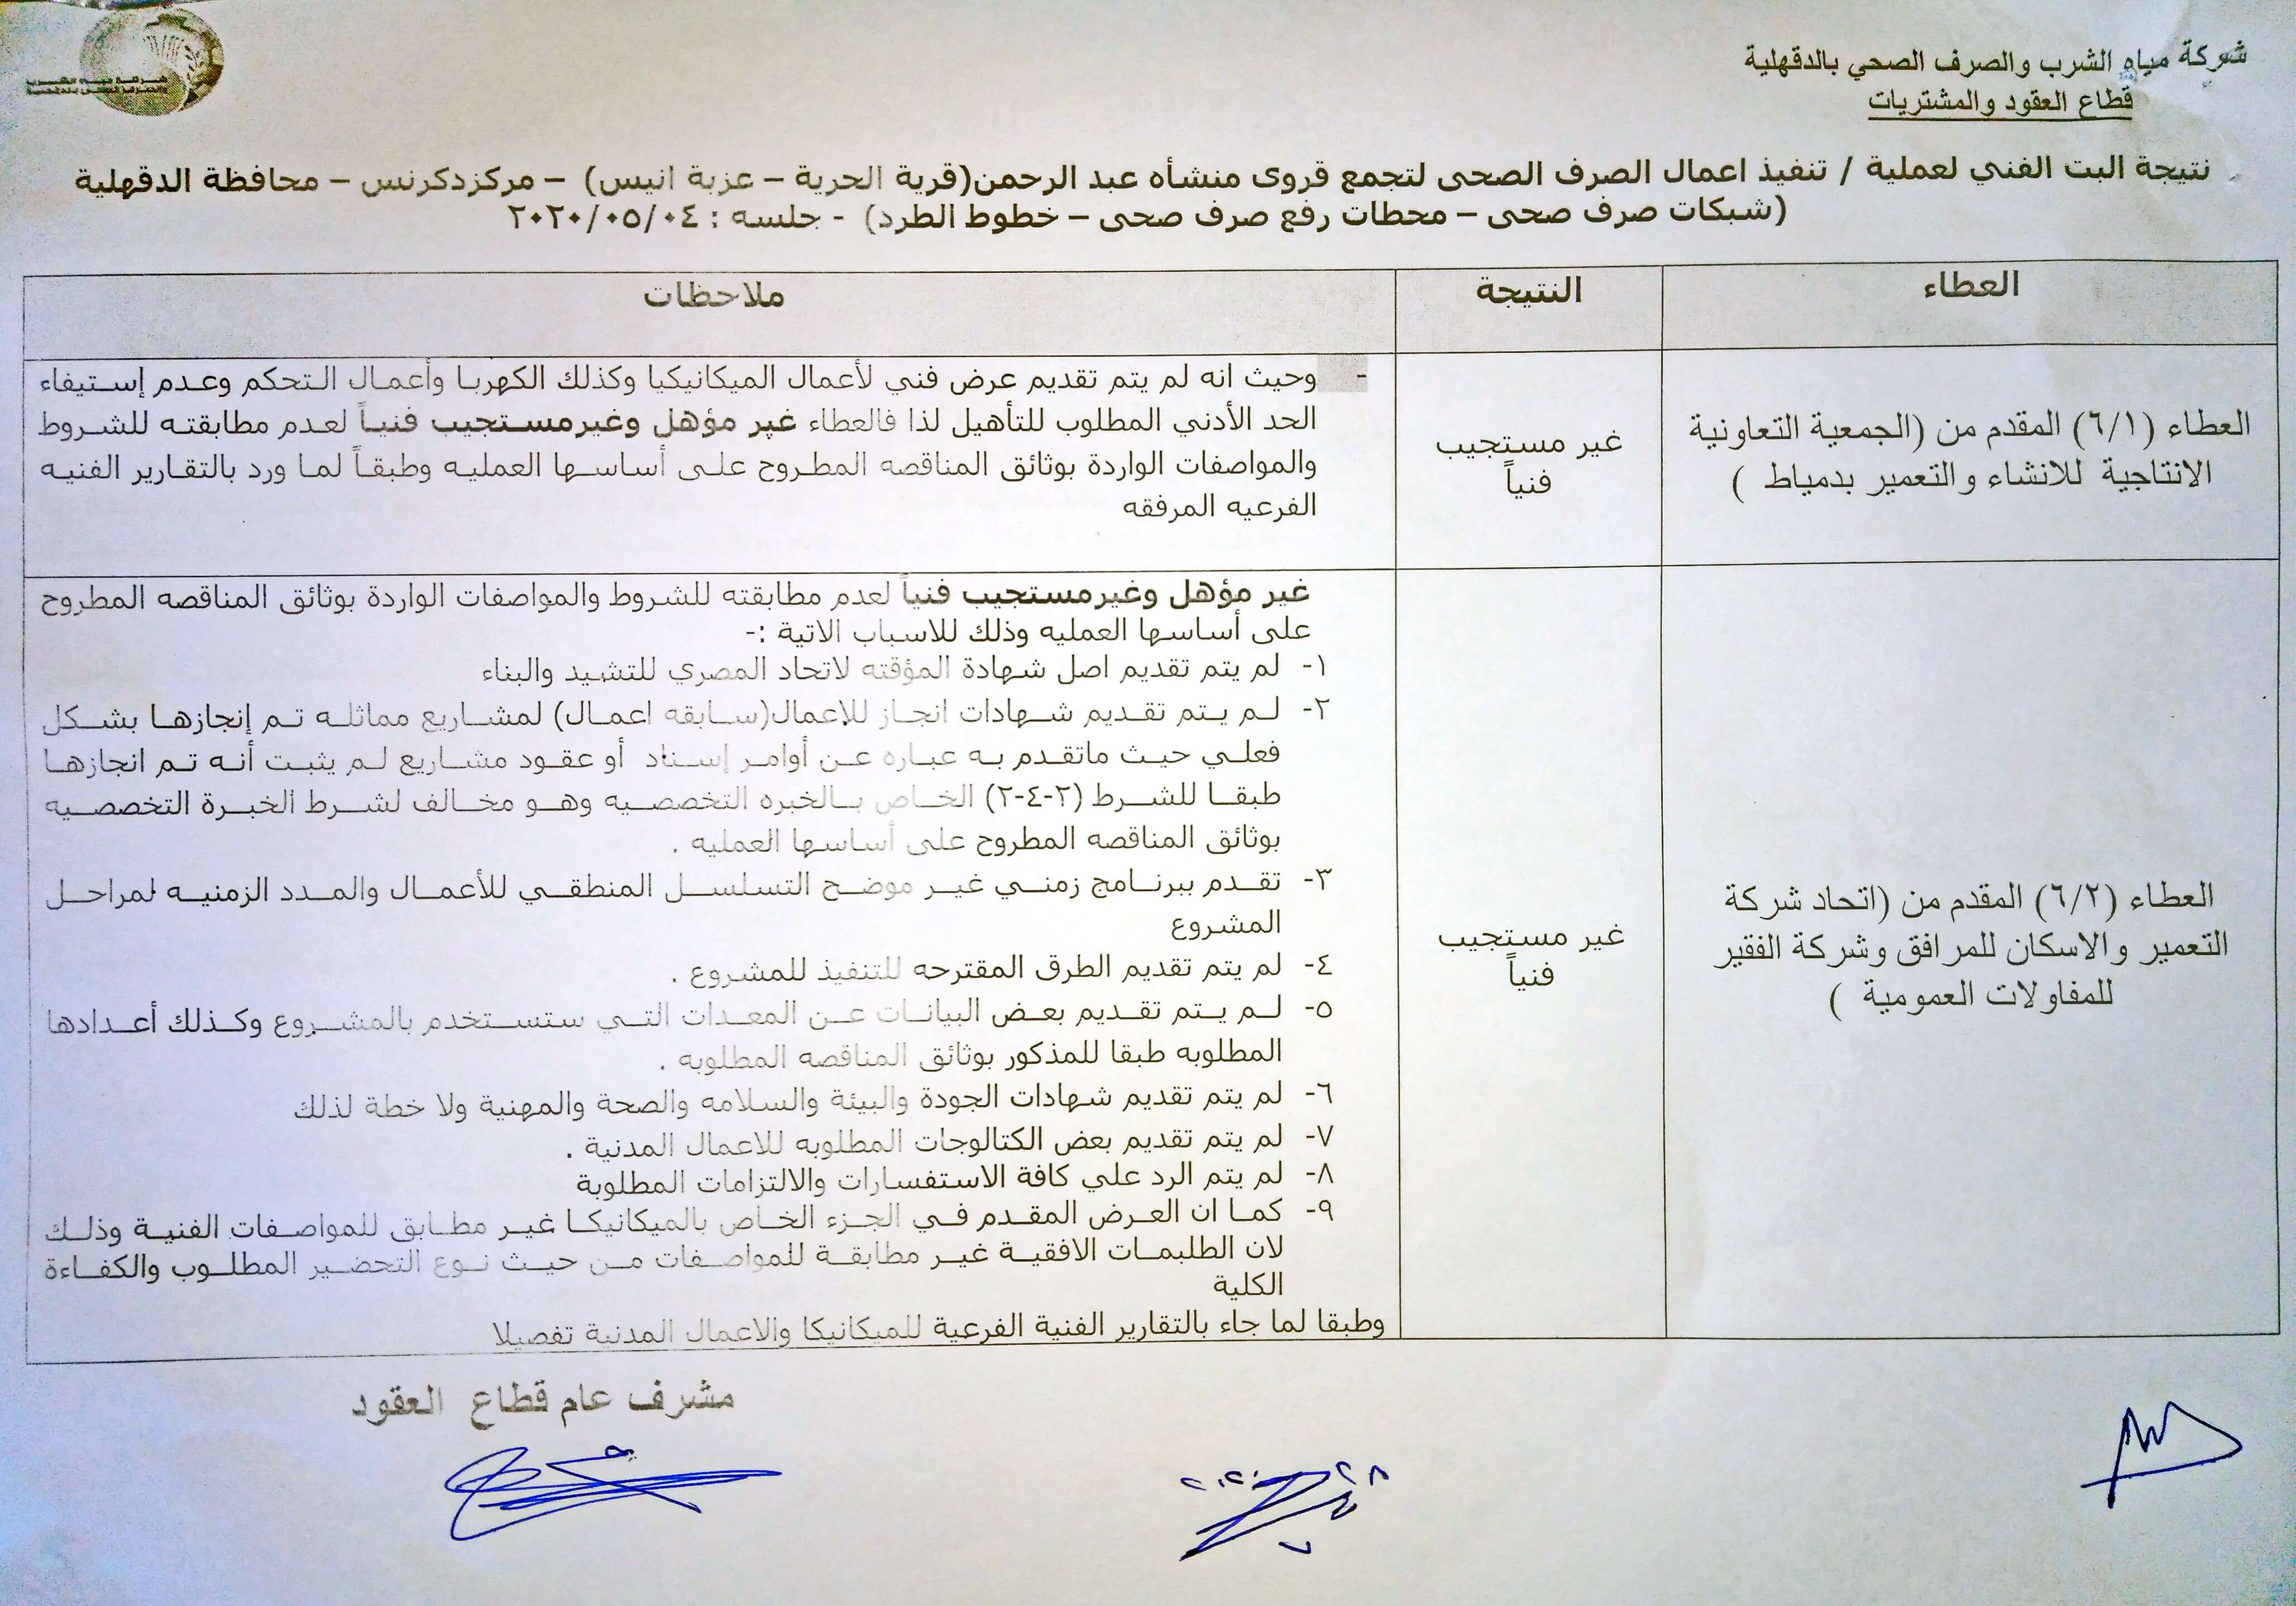 شركة مياه الشرب والصرف الصحي بالدقهلية
قطاع العقود والمشتريات
شركة مياه الشرب
والصرف الصحى بالدقهلية
نتيجة البت الفني لعملية / تنفيذ اعمال الصرف الصحى لتجمع قروى منشأه عبد الرحمن(قرية الحرية – عزبة انيس) – مركزدكرنس – محافظة الدقهلية
(شبكات صرف صحى – محطات رفع صرف صحى – خطوط الطرد) - جلسه : ٢٠٢٠/٠٥/٠٤
العطاء
النتيجة
ملاحظات
العطاء (٦/١) المقدم من (الجمعية التعاونية
الانتاجية للانشاء والتعمير بدمياط )
غير مستجيب
فنياً
- وحيث انه لم يتم تقديم عرض فني لأعمال الميكانيكيا وكذلك الكهربا وأعمـال التحكم وعـدم إستيفاء
الحد الأدني المطلوب للتأهيل لذا فالعطاء غير مؤهل وغيرمستجيب فنياً لعدم مطابقته للشروط
والمواصفات الواردة بوثائق المناقصه المطروح على أساسها العمليه وطبقاً لما ورد بالتقارير الفنيه
الفرعيه المرفقه
العطاء (٦/٢) المقدم من (اتحاد شركة
التعمير والاسكان للمرافق وشركة الفقير
للمفاولات العمومية )
غير مستجيب
فنياً
غير مؤهل وغيرمستجيب فنياً لعدم مطابقته للشروط والمواصفات الواردة بوثائق المناقصه المطروح
على أساسها العمليه وذلك للاسباب الاتية :-
١- لم يتم تقديم اصل شهادة المؤقته لاتحاد المصري للتشيد والبناء
٢- لم يتم تقديم شهادات انجاز للإعمال(سابقه اعمال) لمشاريع مماثله تم إنجازها بشكل
فعلي حيث ماتقدم به عباره عن أوامر إسناد أو عقود مشاريع لم يثبت أنه تم انجازها
طبقا للشرط (٢-٤-٢) الخاص بالخبره التخصصيه وهو مخالف لشرط الخبرة التخصصيه
بوثائق المناقصه المطروح على أساسها العمليه .
٣- تقدم ببرنامج زمني غير موضح التسلسل المنطقي للأعمال والمدد الزمنيه لمراحل
المشروع
٤- لم يتم تقديم الطرق المقترحه للتنفيذ للمشروع .
٥- لم يتم تقديم بعض البيانات عن المعدات التي ستستخدم بالمشروع وكذلك أعدادها
المطلوبه طبقا للمذكور بوثائق المناقصه المطلوبه .
٦- لم يتم تقديم شهادات الجودة والبيئة والسلامه والصحة والمهنية ولا خطة لذلك
٧- لم يتم تقديم بعض الكتالوجات المطلوبه للاعمال المدنية .
٨- لم يتم الرد علي كافة الاستفسارات والالتزامات المطلوبة
٩- كما ان العرض المقدم في الجزء الخاص بالميكانيكا غير مطابق للمواصفات الفنية وذلك
لان الطلبمات الافقية غير مطابقة للمواصفات من حيث نوع التحضير المطلوب والكفاءة
الكلية
وطبقا لما جاء بالتقارير الفنية الفرعية للميكانيكا والاعمال المدنية تفصيلا
مشرف عام قطاع العقود